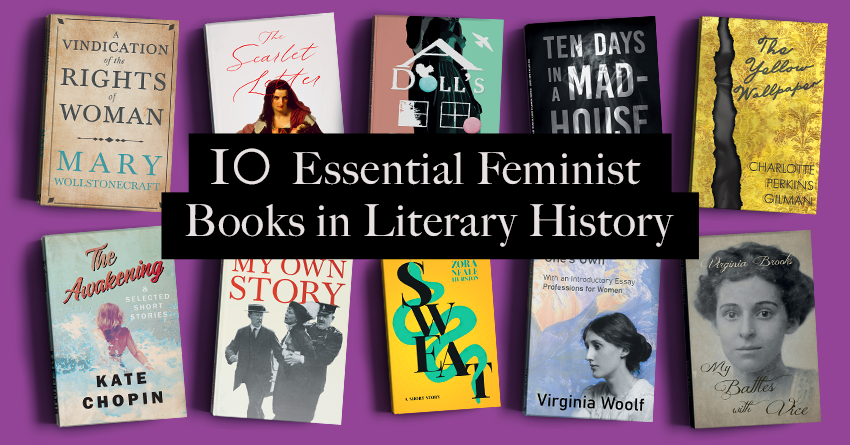 A
VINDICATION
of the
RIGHTS
of
WOMAN
MARY
WOLLSTONECRAFT
The
Scarlet
Letter
DOLL'S
TEN DAYS
IN
A MAD-
HOUSE
The
Yellow
Wallpaper
CHARLOTTE
PERKINS
GILMAN
10 Essential Feminist
Books in Literary History
The
Awakening
& SELECTED
SHORT
STORIES
KATE
CHOPIN
MY OWN
STORY
ZORA
NEALE
HURSTON
SWEAT
A SHORT STORY
One's Own
With an Introductory Essay
Professions for Women
Virginia Woolf
Virginia Brooks
My
Battles
with Vice